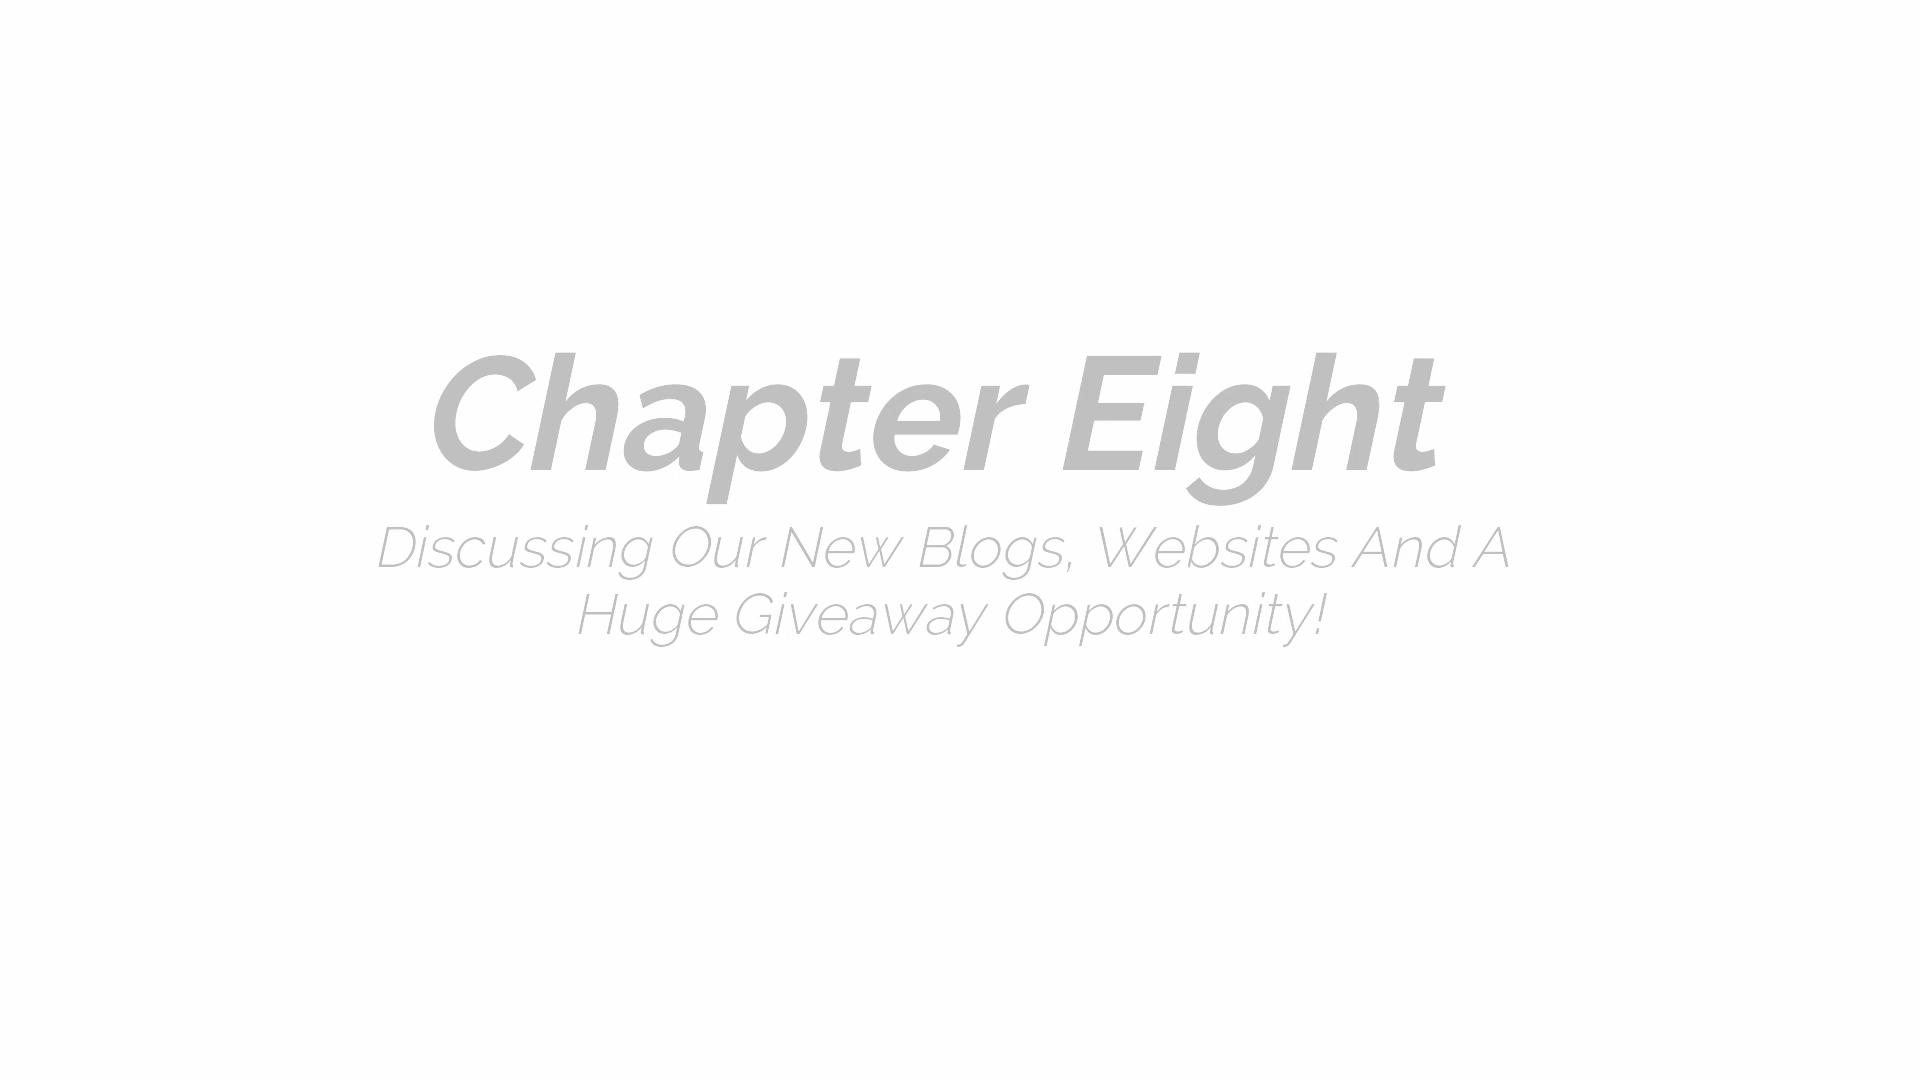 Chapter Eight
Discussing Our New Blogs, Websites And A
Huge Giveaway Opportunity!